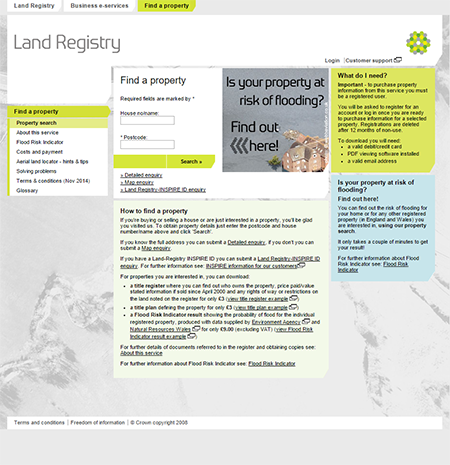 Land Registry
Business e-services
Find a property
Land Registry
Login
Customer support
Find a property
Property search
About this service
Flood Risk Indicator
Costs and payment
Aerial land locator - hints & tips
Solving problems
Terms & conditions (Nov 2014)
Glossary
Find a property
Required fields are marked by *
House no/name:
* Postcode:
Search »
» Detailed enquiry
» Map enquiry
» Land Registry-INSPIRE ID enquiry
Is your property at
risk of flooding?
Find out
here!
What do I need?
Important - to purchase property
information from this service you must
be a registered user.
You will be asked to register for an
account or log in once you are ready
to purchase information for a selected
property. Registrations are deleted
after 12 months of non-use.
To download you will need:
• a valid debit/credit card
• PDF viewing software installed
• a valid email address
Is your property at risk of
flooding?
Find out here!
You can find out the risk of flooding for
your home or for any other registered
property (in England and Wales) you
are interested in, using our property
search.
It only takes a couple of minutes to
get your result!
For further information about Flood
Risk Indicator see: Flood Risk
Indicator
How to find a property
If you're buying or selling a house or are just interested in a property, you'll be glad
you visited us. To obtain property details just enter the postcode and house
number/name above and click 'Search'.
If you know the full address you can submit a Detailed enquiry, if you don't you can
submit a Map enquiry.
If you have a Land-Registry INSPIRE ID you can submit a Land Registry-INSPIRE
ID enquiry. For further information see: INSPIRE information for our customers
For properties you are interested in, you can download:
• a title register where you can find out who owns the property, price paid/value
stated information if sold since April 2000 and any rights of way or restrictions on
the land noted on the register for only £3 (view title register example)
• a title plan defining the property for only £3 (view title plan example)
• a Flood Risk Indicator result showing the probability of flood for the individual
registered property, produced with data supplied by Environment Agency and
Natural Resources Wales for only £9.00 (excluding VAT) (view Flood Risk
Indicator result example)
For further details of documents referred to in the register and obtaining copies see:
About this service
For further information about Flood Risk Indicator see: Flood Risk Indicator
Terms and conditions | Freedom of information | © Crown copyright 2008